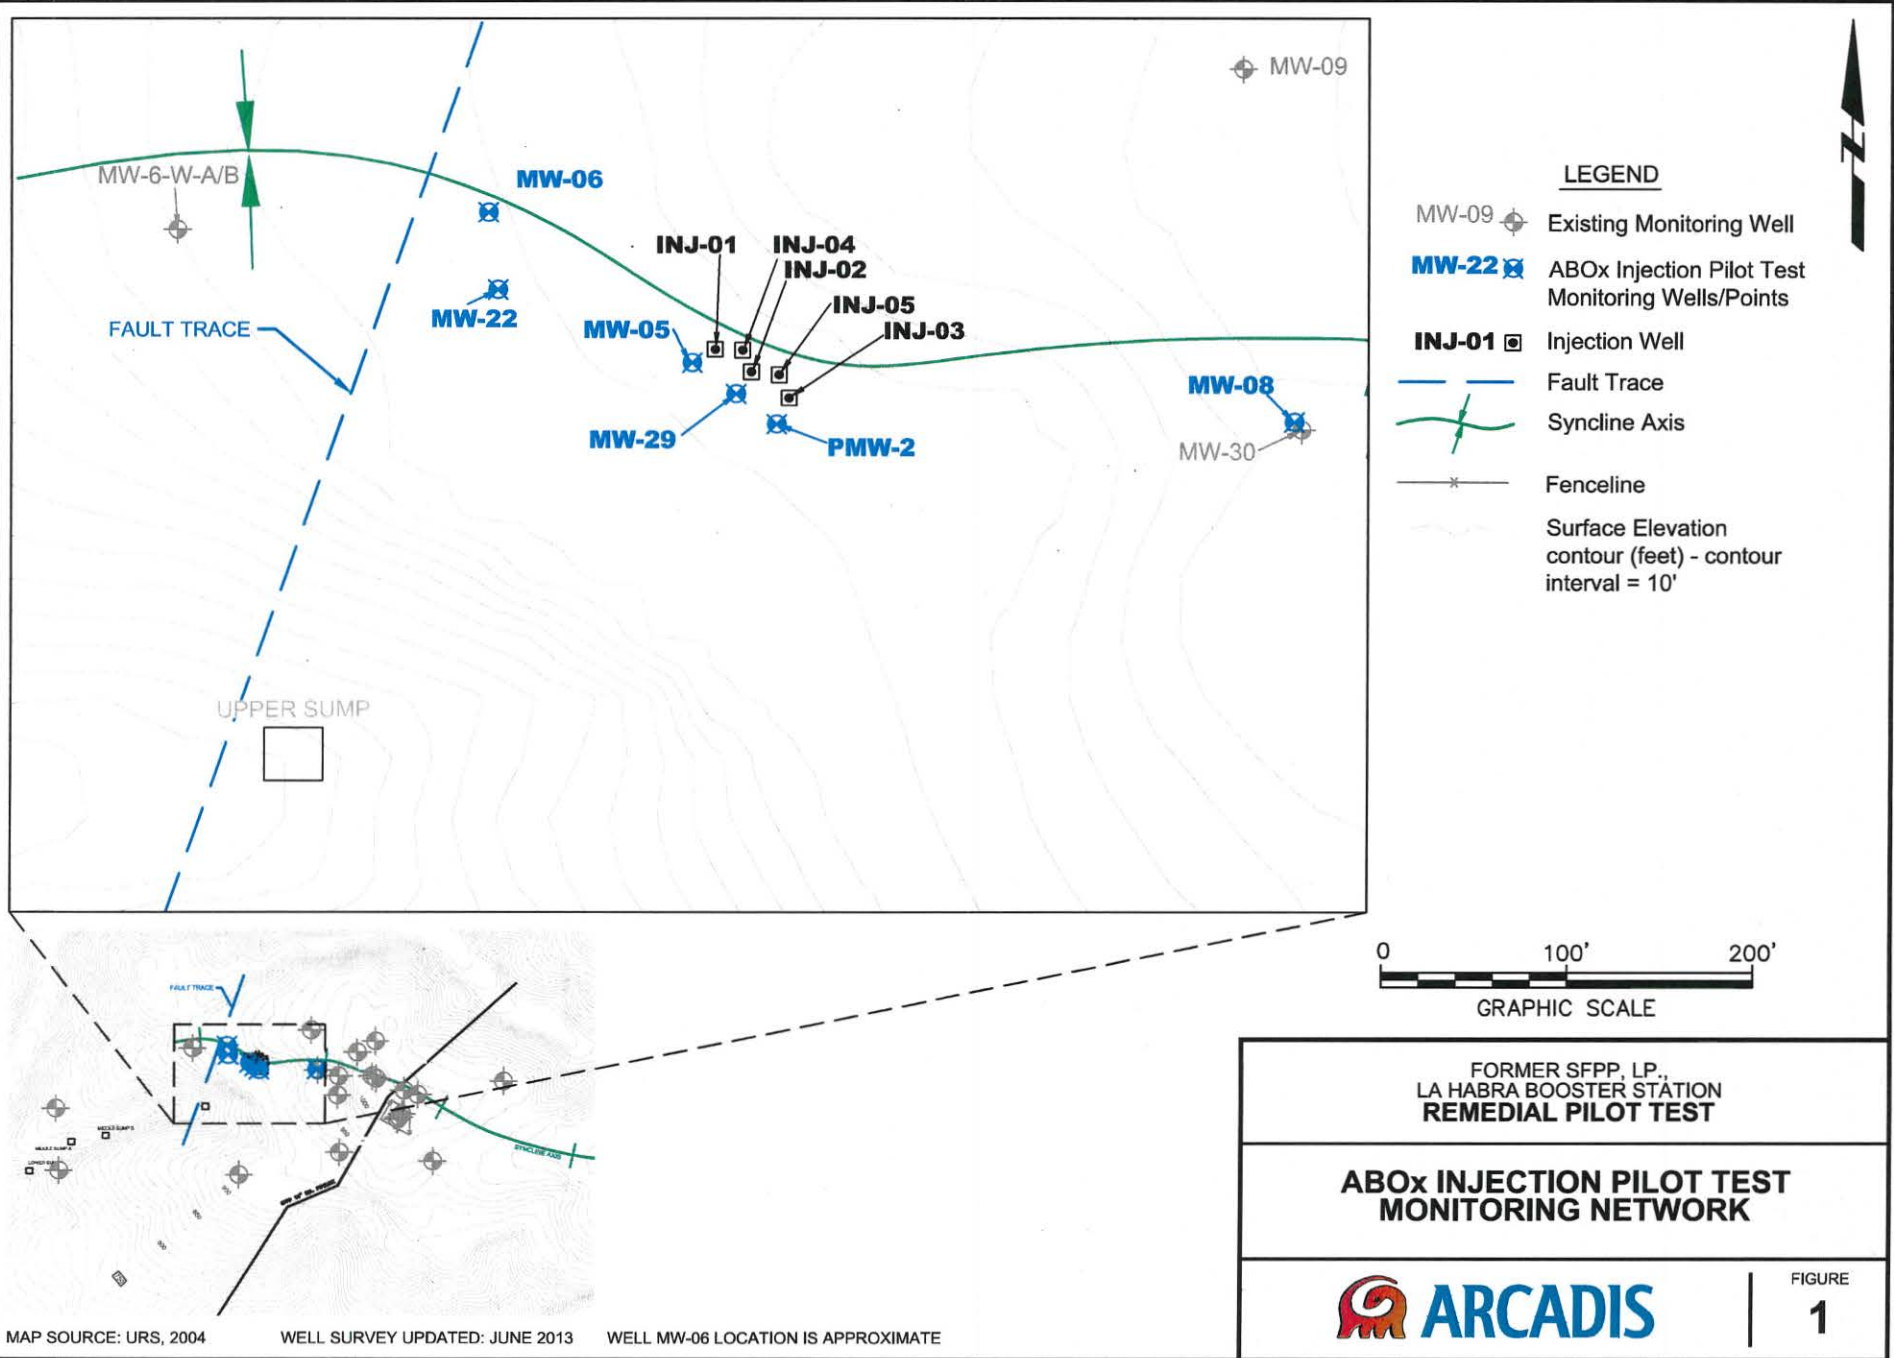 MW-09
MW-6-W-A/B
MW-06
INJ-01
INJ-04
INJ-02
INJ-05
INJ-03
MW-22
MW-05
FAULT TRACE
MW-08
MW-29
PMW-2
MW-30
UPPER SUMP
N
LEGEND
MW-09 Existing Monitoring Well
MW-22 ABOx Injection Pilot Test
Monitoring Wells/Points
INJ-01 Injection Well
Fault Trace
Syncline Axis
Fenceline
Surface Elevation
contour (feet) - contour
interval = 10'
0 100' 200'
GRAPHIC SCALE
FAULT TRACE
SYNCLINE AXIS
FORMER SFPP, LP.,
LA HABRA BOOSTER STATION
REMEDIAL PILOT TEST
ABOx INJECTION PILOT TEST
MONITORING NETWORK
ARCADIS
FIGURE
1
MAP SOURCE: URS, 2004 WELL SURVEY UPDATED: JUNE 2013 WELL MW-06 LOCATION IS APPROXIMATE